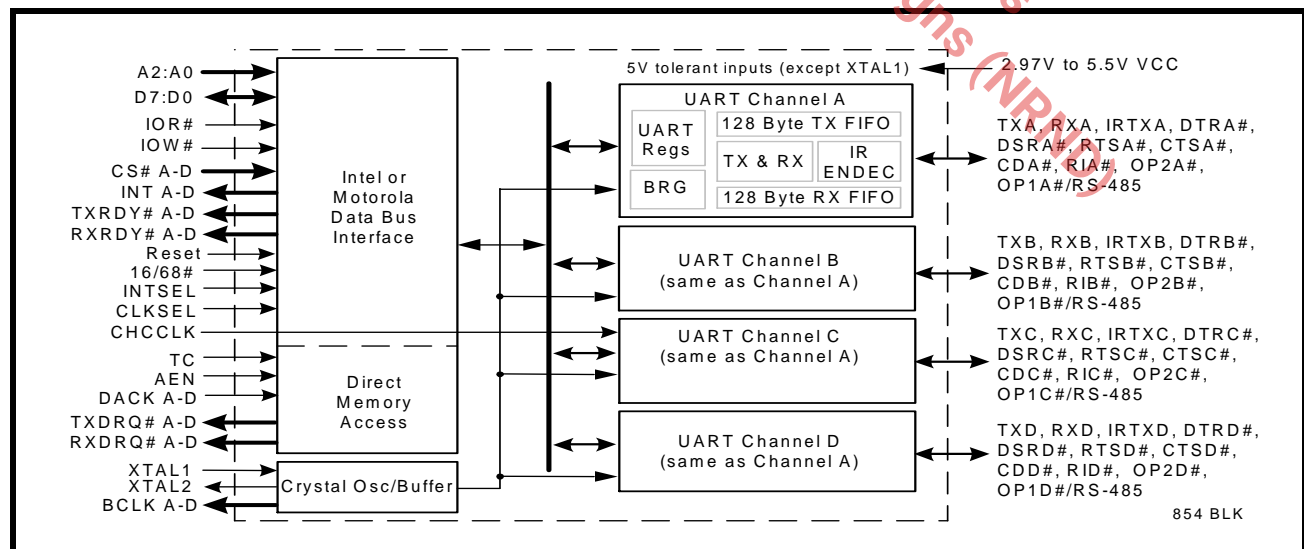 A2:A0
D7:D0
IOR#
IOW#
CS# A-D
INT A-D
TXRDY# A-D
RXRDY# A-D
Reset
16/68#
INTSEL
CLKSEL
CHCCLK
TC
AEN
DACK A-D
TXDRQ# A-D
RXDRQ# A-D
XTAL1
XTAL2
BCLK A-D
Intel or
Motorola
Data Bus
Interface
Direct
Memory
Access
Crystal Osc/Buffer
5V tolerant inputs (except XTAL1)
2.97V to 5.5V VCC
UART Channel A
UART
Regs
BRG
128 Byte TX FIFO
TX & RX
IR
ENDEC
128 Byte RX FIFO
UART Channel B
(same as Channel A)
UART Channel C
(same as Channel A)
UART Channel D
(same as Channel A)
TXA, RXA, IRTXA, DTRA#,
DSRA#, RTSA#, CTSA#,
CDA#, RIA#, OP2A#,
OP1A#/RS-485
TXB, RXB, IRTXB, DTRB#,
DSRB#, RTSB#, CTSB#,
CDB#, RIB#, OP2B#,
OP1B#/RS-485
TXC, RXC, IRTXC, DTRC#,
DSRC#, RTSC#, CTSC#,
CDC#, RIC#, OP2C#,
OP1C#/RS-485
TXD, RXD, IRTXD, DTRD#,
DSRD#, RTSD#, CTSD#,
CDD#, RID#, OP2D#,
OP1D#/RS-485
854 BLK
(NRND)